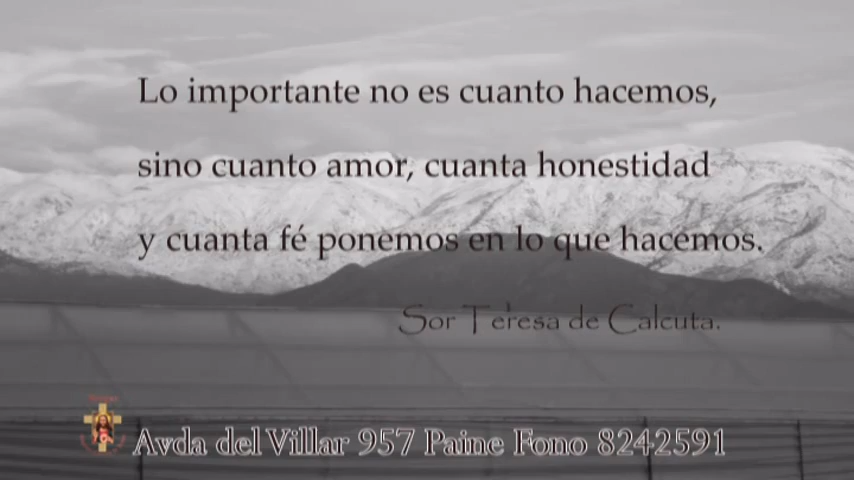 Lo importante no es cuanto hacemos,
sino cuanto amor, cuanta honestidad
y cuanta fé ponemos en lo que hacemos.
Sor Teresa de Calcuta.
Avda del Villar 957 Paine Fono 8242591